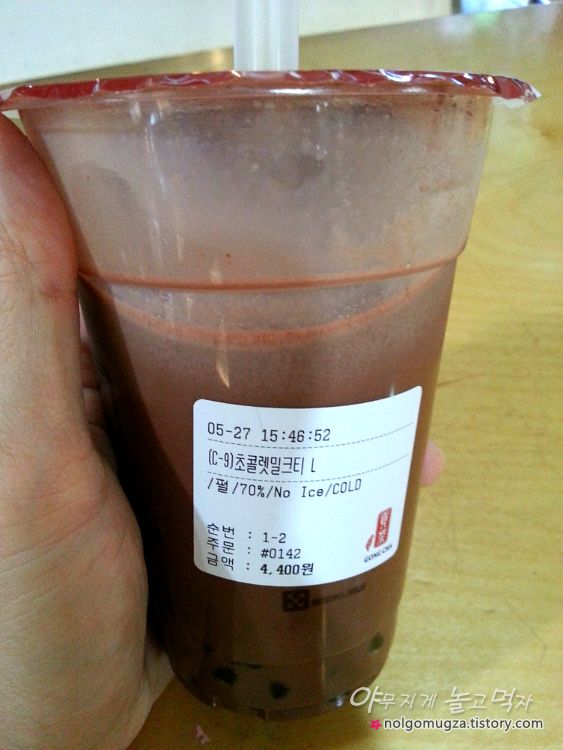 05-27 15:46:52
(C-9)초콜렛밀크티 L
/펄/70%/No Ice/COLD
순번 : 1-2
주문 : #0142
금액 : 4,400원
GONG CHA
RECYCLABLE
야무지게 놀고먹자
nolgomugza.tistory.com